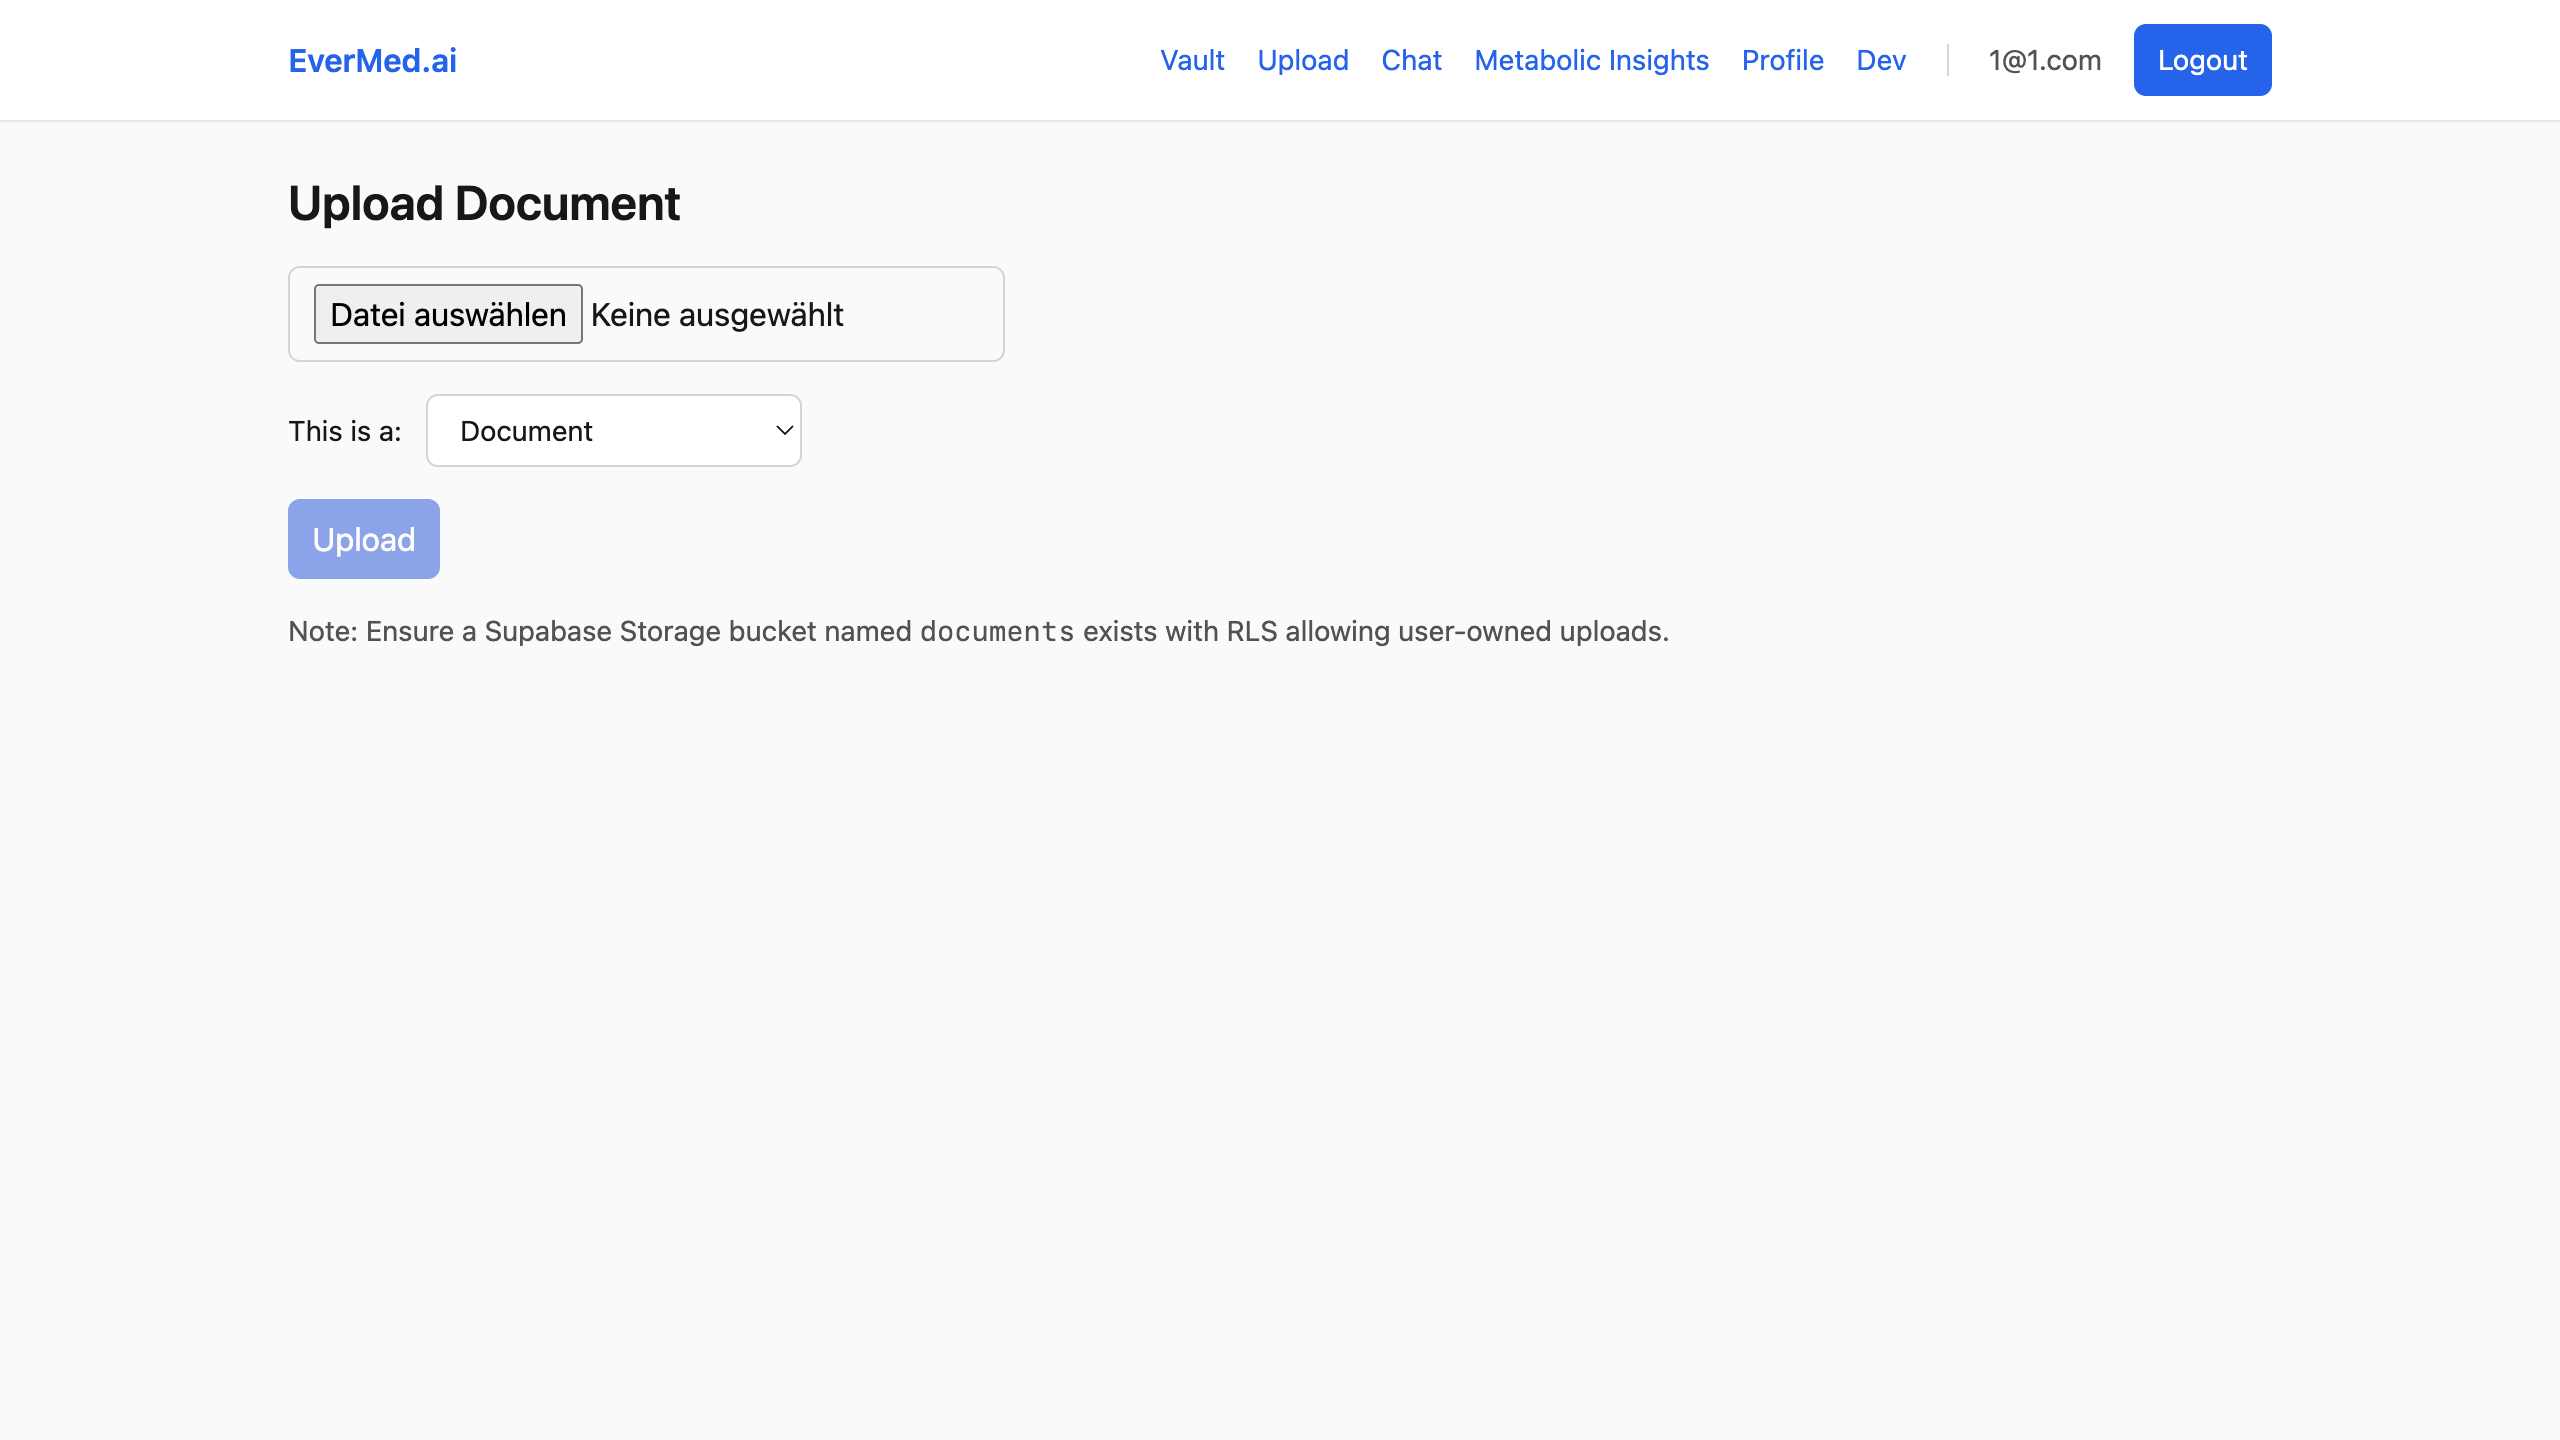 EverMed.ai Vault Upload Chat Metabolic Insights Profile Dev 1@1.com Logout
Upload Document
Datei auswählen Keine ausgewählt
This is a: Document
Upload
Note: Ensure a Supabase Storage bucket named documents exists with RLS allowing user-owned uploads.